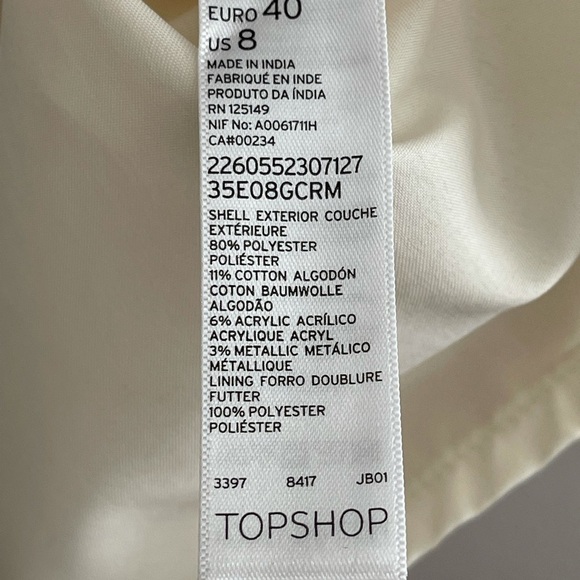 EURO 40
US 8
MADE IN INDIA
FABRIQUÉ EN INDE
PRODUTO DA ÍNDIA
RN 125149
NIF No: A0061711H
CA#00234
2260552307127
35E08GCRM
SHELL EXTERIOR COUCHE
EXTÉRIEURE
80% POLYESTER
POLIÉSTER
11% COTTON ALGODÓN
COTON BAUMWOLLE
ALGODÃO
6% ACRYLIC ACRÍLICO
ACRYLIQUE ACRYL
3% METALLIC METÁLICO
MÉTALLIQUE
LINING FORRO DOUBLURE
FUTTER
100% POLYESTER
POLIÉSTER
3397 8417 JB01
TOPSHOP